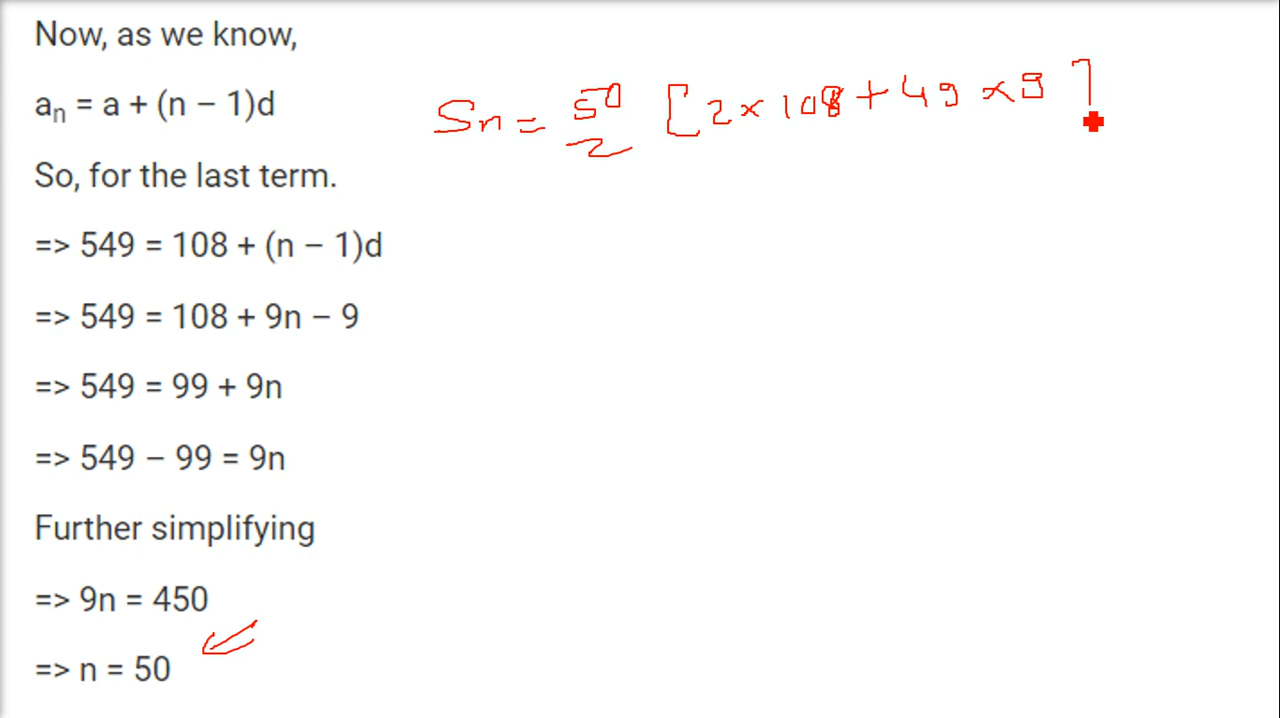 Now, as we know,
aₙ = a + (n − 1)d
Sn = 50/2 [2 × 108 + 49 × 9]
So, for the last term.
=> 549 = 108 + (n − 1)d
=> 549 = 108 + 9n − 9
=> 549 = 99 + 9n
=> 549 − 99 = 9n
Further simplifying
=> 9n = 450
=> n = 50